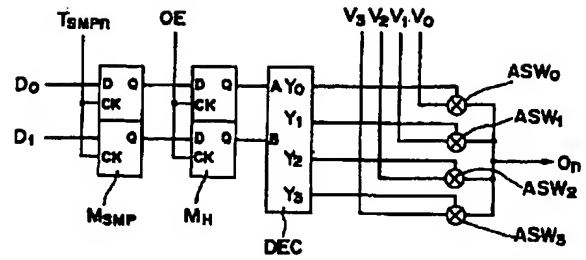 TSMPn OE V3 V2 V1 V0
D0 D Q D Q A Y0 ASW0
CK CK Y1 ASW1
D1 D Q D Q B Y2 On
CK CK Y3 ASW2
MSMP MH DEC ASW3